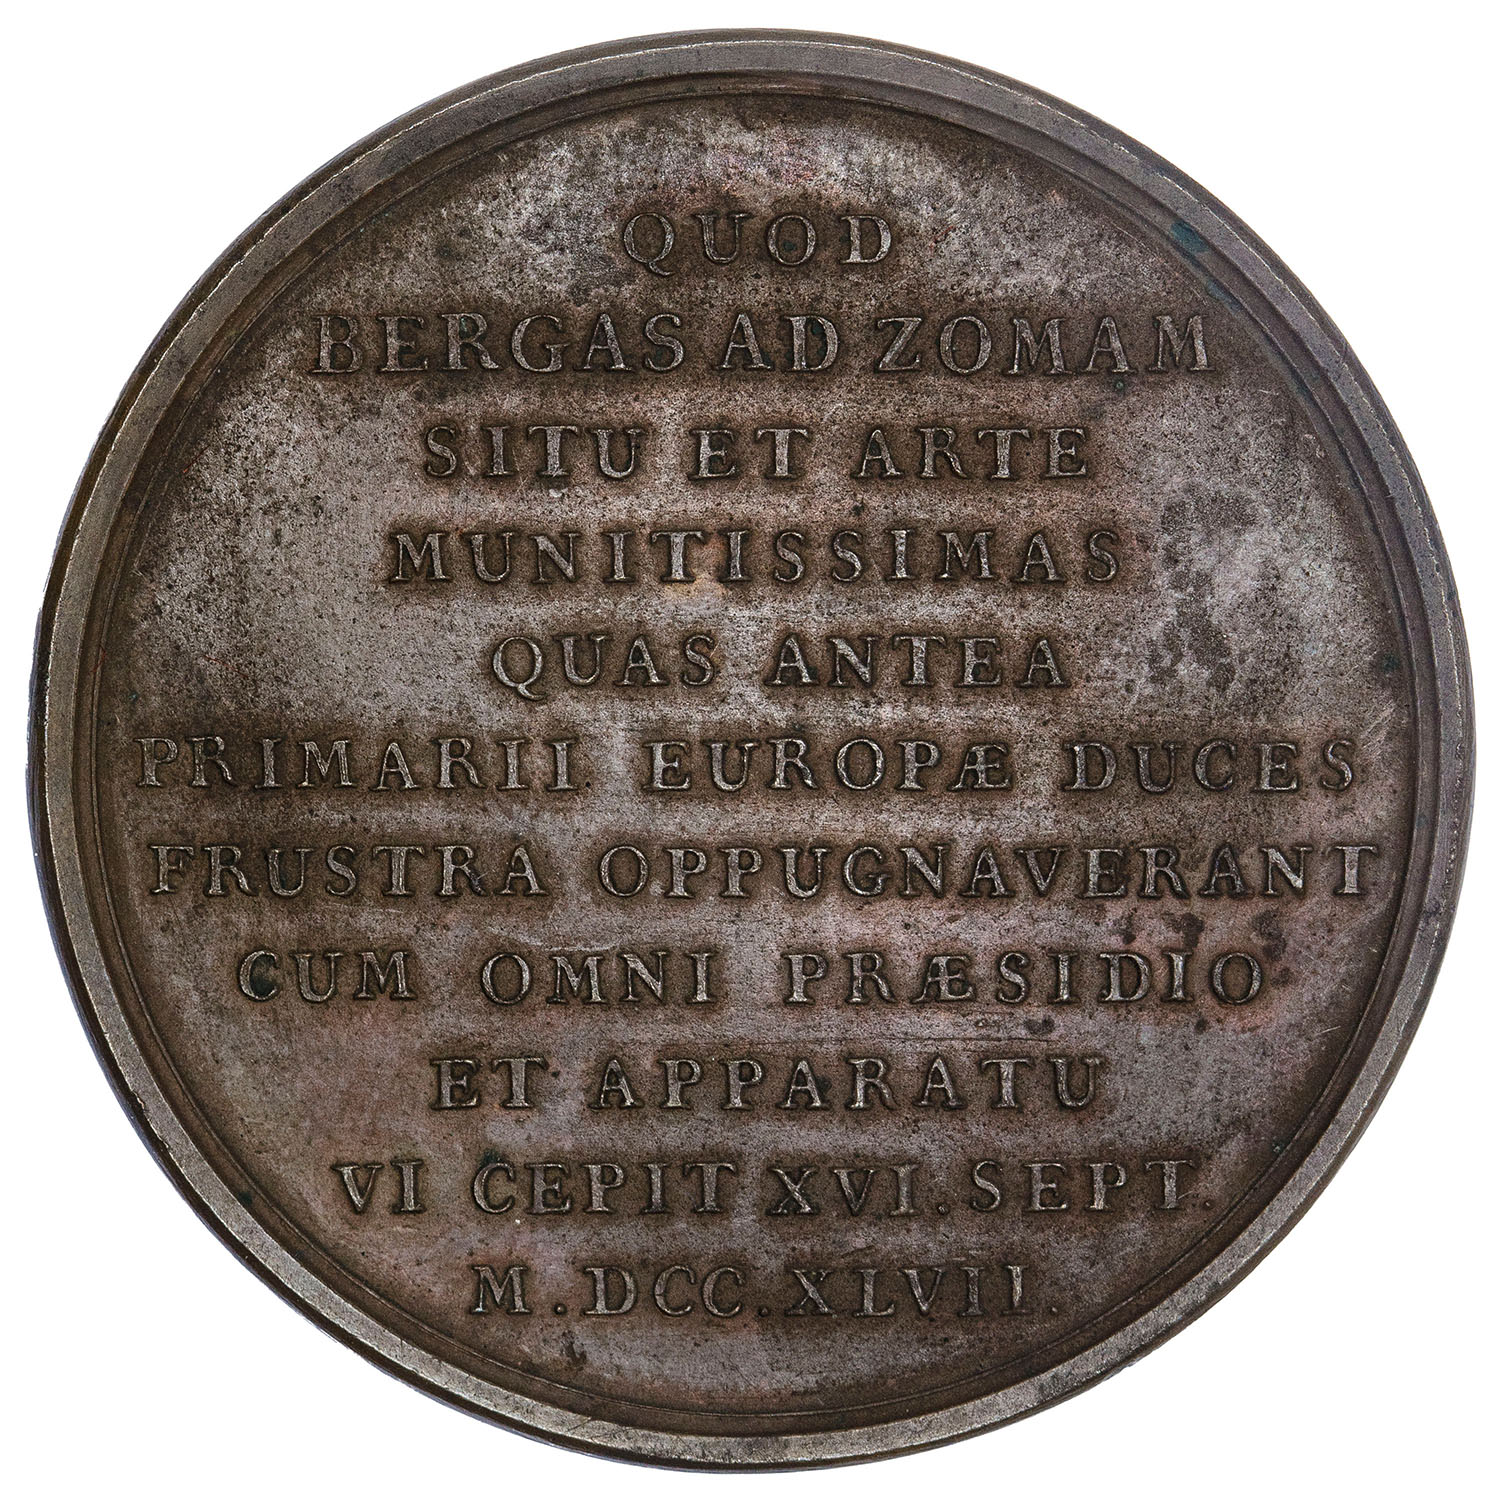 QUOD
BERGAS AD ZOMAM
SITU ET ARTE
MUNITISSIMAS
QUAS ANTEA
PRIMARII EUROPÆ DUCES
FRUSTRA OPPUGNAVERANT
CUM OMNI PRÆSIDIO
ET APPARATU
VI CEPIT XVI. SEPT.
M. DCC. XLVII.